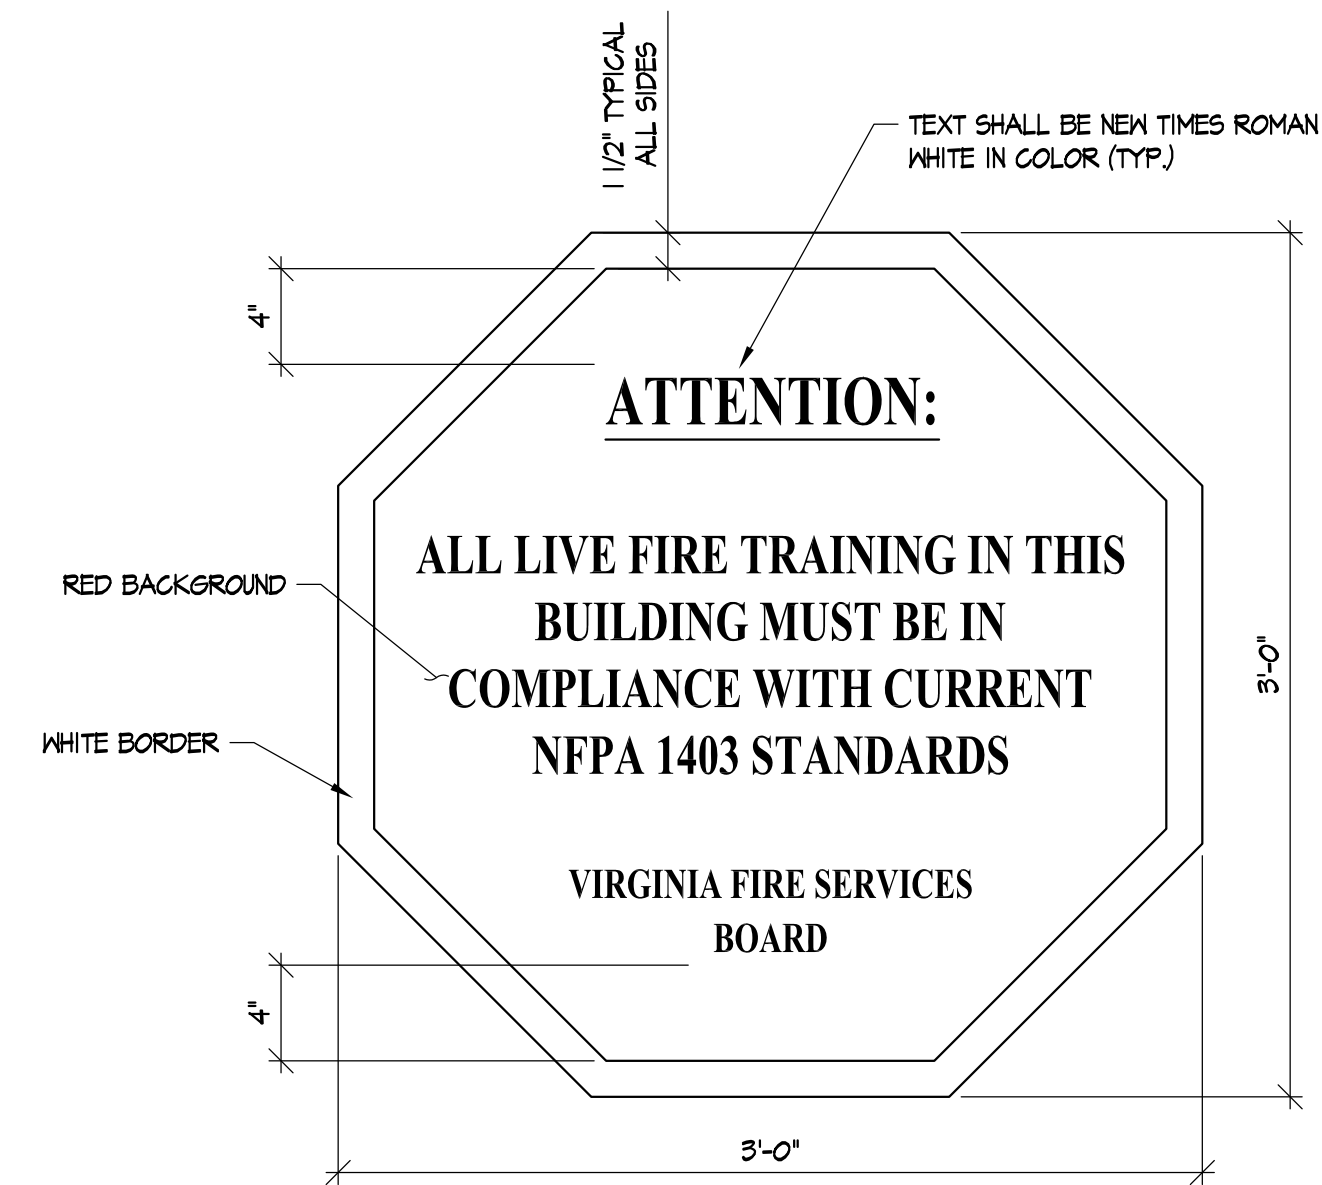 1 1/2" TYPICAL
ALL SIDES
TEXT SHALL BE NEW TIMES ROMAN
WHITE IN COLOR (TYP.)
4"
ATTENTION:
ALL LIVE FIRE TRAINING IN THIS
BUILDING MUST BE IN
COMPLIANCE WITH CURRENT
NFPA 1403 STANDARDS
RED BACKGROUND
3'-0"
WHITE BORDER
VIRGINIA FIRE SERVICES
BOARD
4"
3'-0"